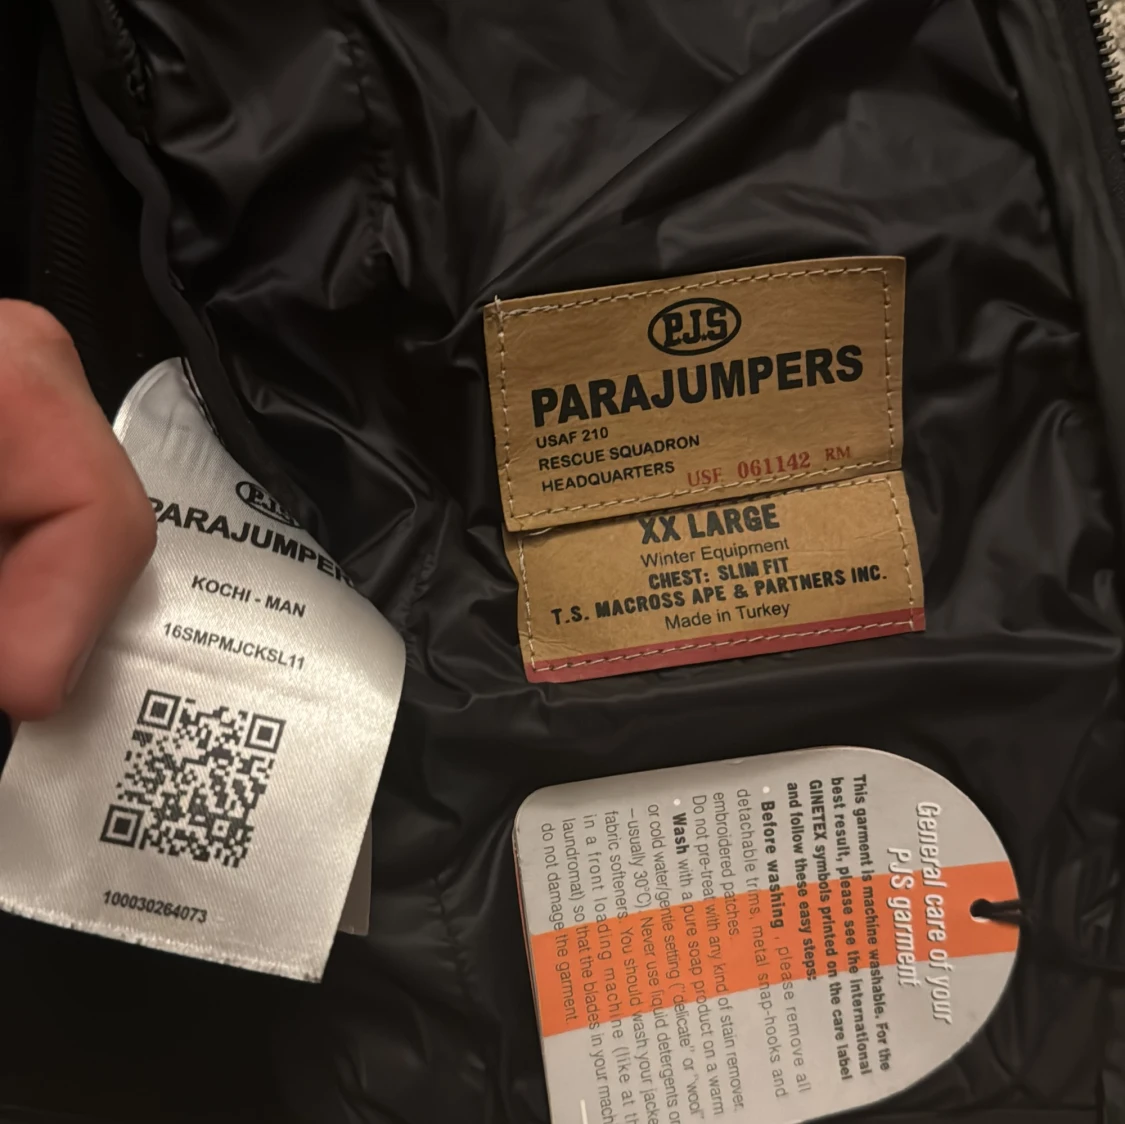 PJS
PARAJUMPERS
USAF 210
RESCUE SQUADRON
HEADQUARTERS USF 061142 RM
XX LARGE
Winter Equipment
CHEST: SLIM FIT
T.S. MACROSS APE & PARTNERS INC.
Made in Turkey
PJS
PARAJUMPER
KOCHI - MAN
16SMPMJCKSL11
100030264073
General care of your
PJS garment
This garment is machine washable. For the
best result, please see the international
GINETEX symbols printed on the care label
and follow these easy steps:
• Before washing, please remove all
detachable trims, metal snap-hooks and
embroidered patches.
Do not pre-treat with any kind of stain remover.
• Wash with a pure soap product on a warm
or cold water/gentle setting ("delicate" or "wool"
– usually 30°C). Never use liquid detergents or
fabric softeners. You should wash your jacke
in a front loading machine (like at th
laundromat) so that the blades in your mach
do not damage the garment.